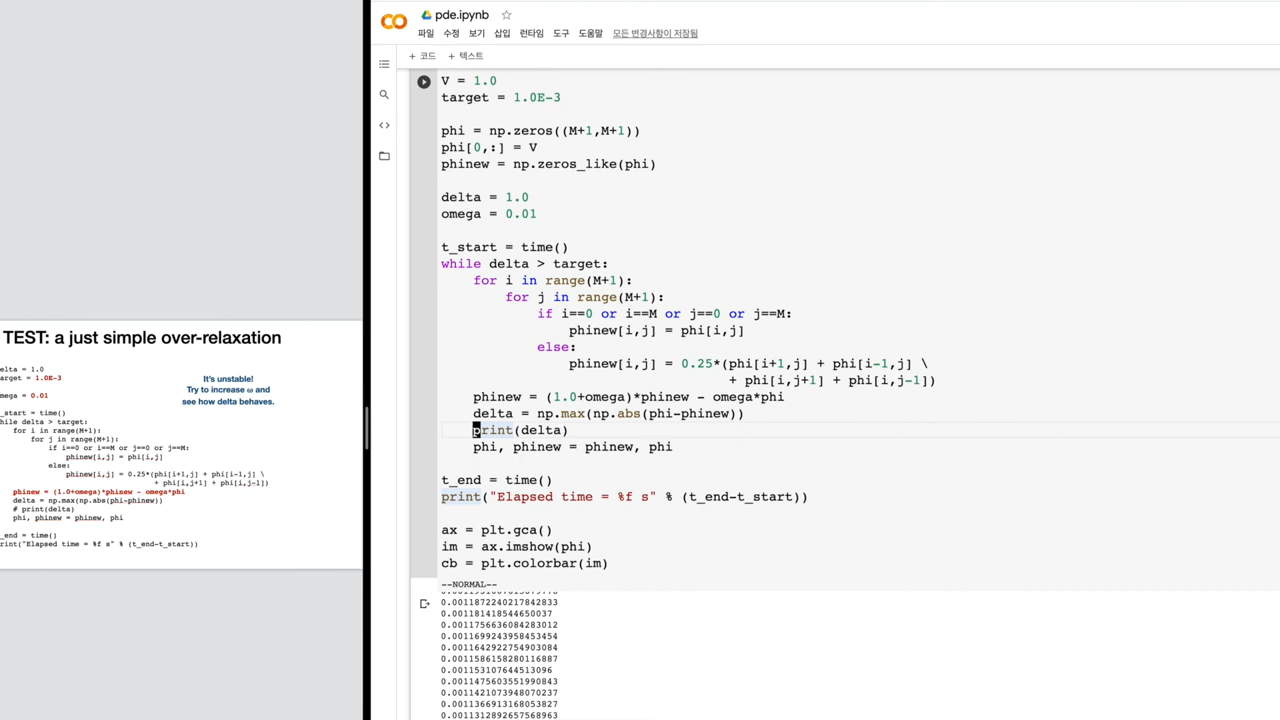 TEST: a just simple over-relaxation
elta = 1.0
arget = 1.0E-3
mega = 0.01
It's unstable!
Try to increase ω and
see how delta behaves.
_start = time()
hile delta > target:
for i in range(M+1):
for j in range(M+1):
if i==0 or i==M or j==0 or j==M:
phinew[i,j] = phi[i,j]
else:
phinew[i,j] = 0.25*(phi[i+1,j] + phi[i-1,j] \
+ phi[i,j+1] + phi[i,j-1])
phinew = (1.0+omega)*phinew - omega*phi
delta = np.max(np.abs(phi-phinew))
# print(delta)
phi, phinew = phinew, phi
_end = time()
rint("Elapsed time = %f s" % (t_end-t_start))
pde.ipynb
파일 수정 보기 삽입 런타임 도구 도움말 모든 변경사항이 저장됨
+ 코드 + 텍스트
V = 1.0
target = 1.0E-3
phi = np.zeros((M+1,M+1))
phi[0,:] = V
phinew = np.zeros_like(phi)
delta = 1.0
omega = 0.01
t_start = time()
while delta > target:
for i in range(M+1):
for j in range(M+1):
if i==0 or i==M or j==0 or j==M:
phinew[i,j] = phi[i,j]
else:
phinew[i,j] = 0.25*(phi[i+1,j] + phi[i-1,j] \
+ phi[i,j+1] + phi[i,j-1])
phinew = (1.0+omega)*phinew - omega*phi
delta = np.max(np.abs(phi-phinew))
print(delta)
phi, phinew = phinew, phi
t_end = time()
print("Elapsed time = %f s" % (t_end-t_start))
ax = plt.gca()
im = ax.imshow(phi)
cb = plt.colorbar(im)
--NORMAL--
0.0011872240217842833
0.001181418544650037
0.0011756636084283012
0.0011699243958453454
0.0011642922754903084
0.0011586158280116887
0.001153107644513096
0.0011475603551990843
0.0011421073948070237
0.0011366913168053827
0.0011312892657568963